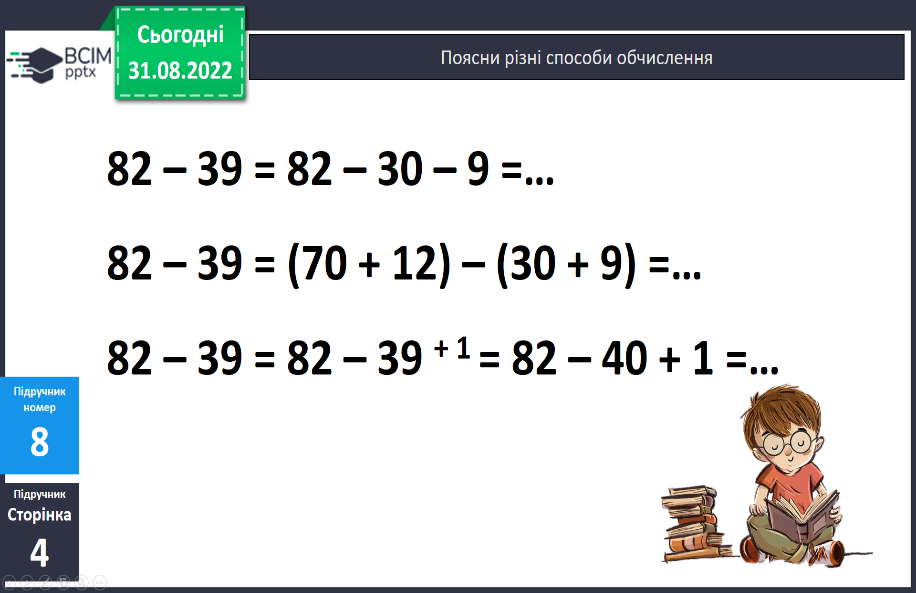 Сьогодні
31.08.2022
ВСІМ
pptx
Поясни різні способи обчислення
82 – 39 = 82 – 30 – 9 =...
82 – 39 = (70 + 12) – (30 + 9) =...
82 – 39 = 82 – 39 + 1 = 82 – 40 + 1 =...
Підручник
номер
8
Підручник
Сторінка
4